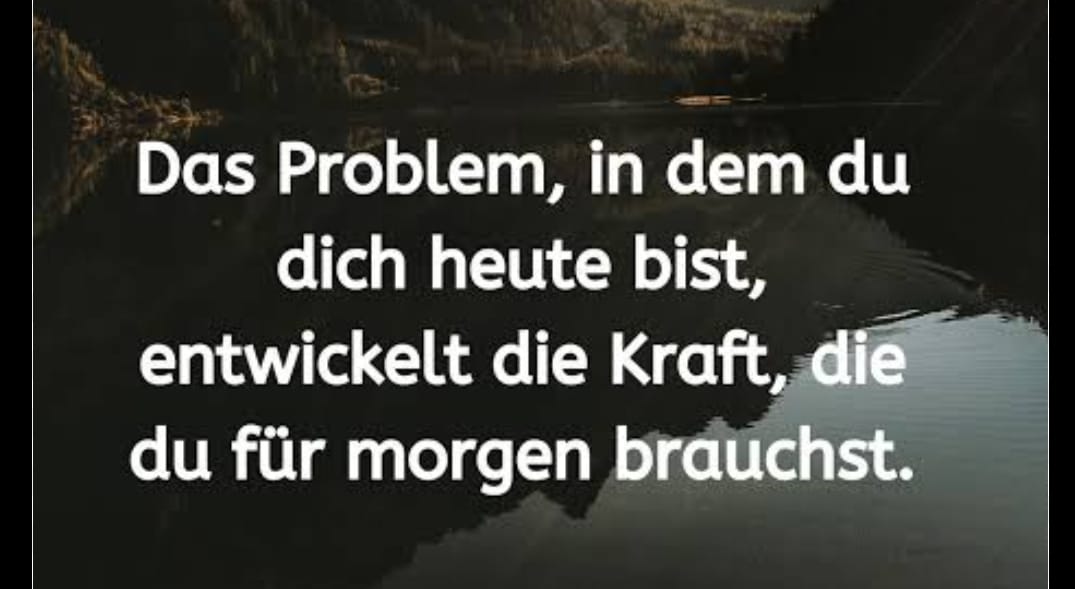 Das Problem, in dem du
dich heute bist,
entwickelt die Kraft, die
du für morgen brauchst.